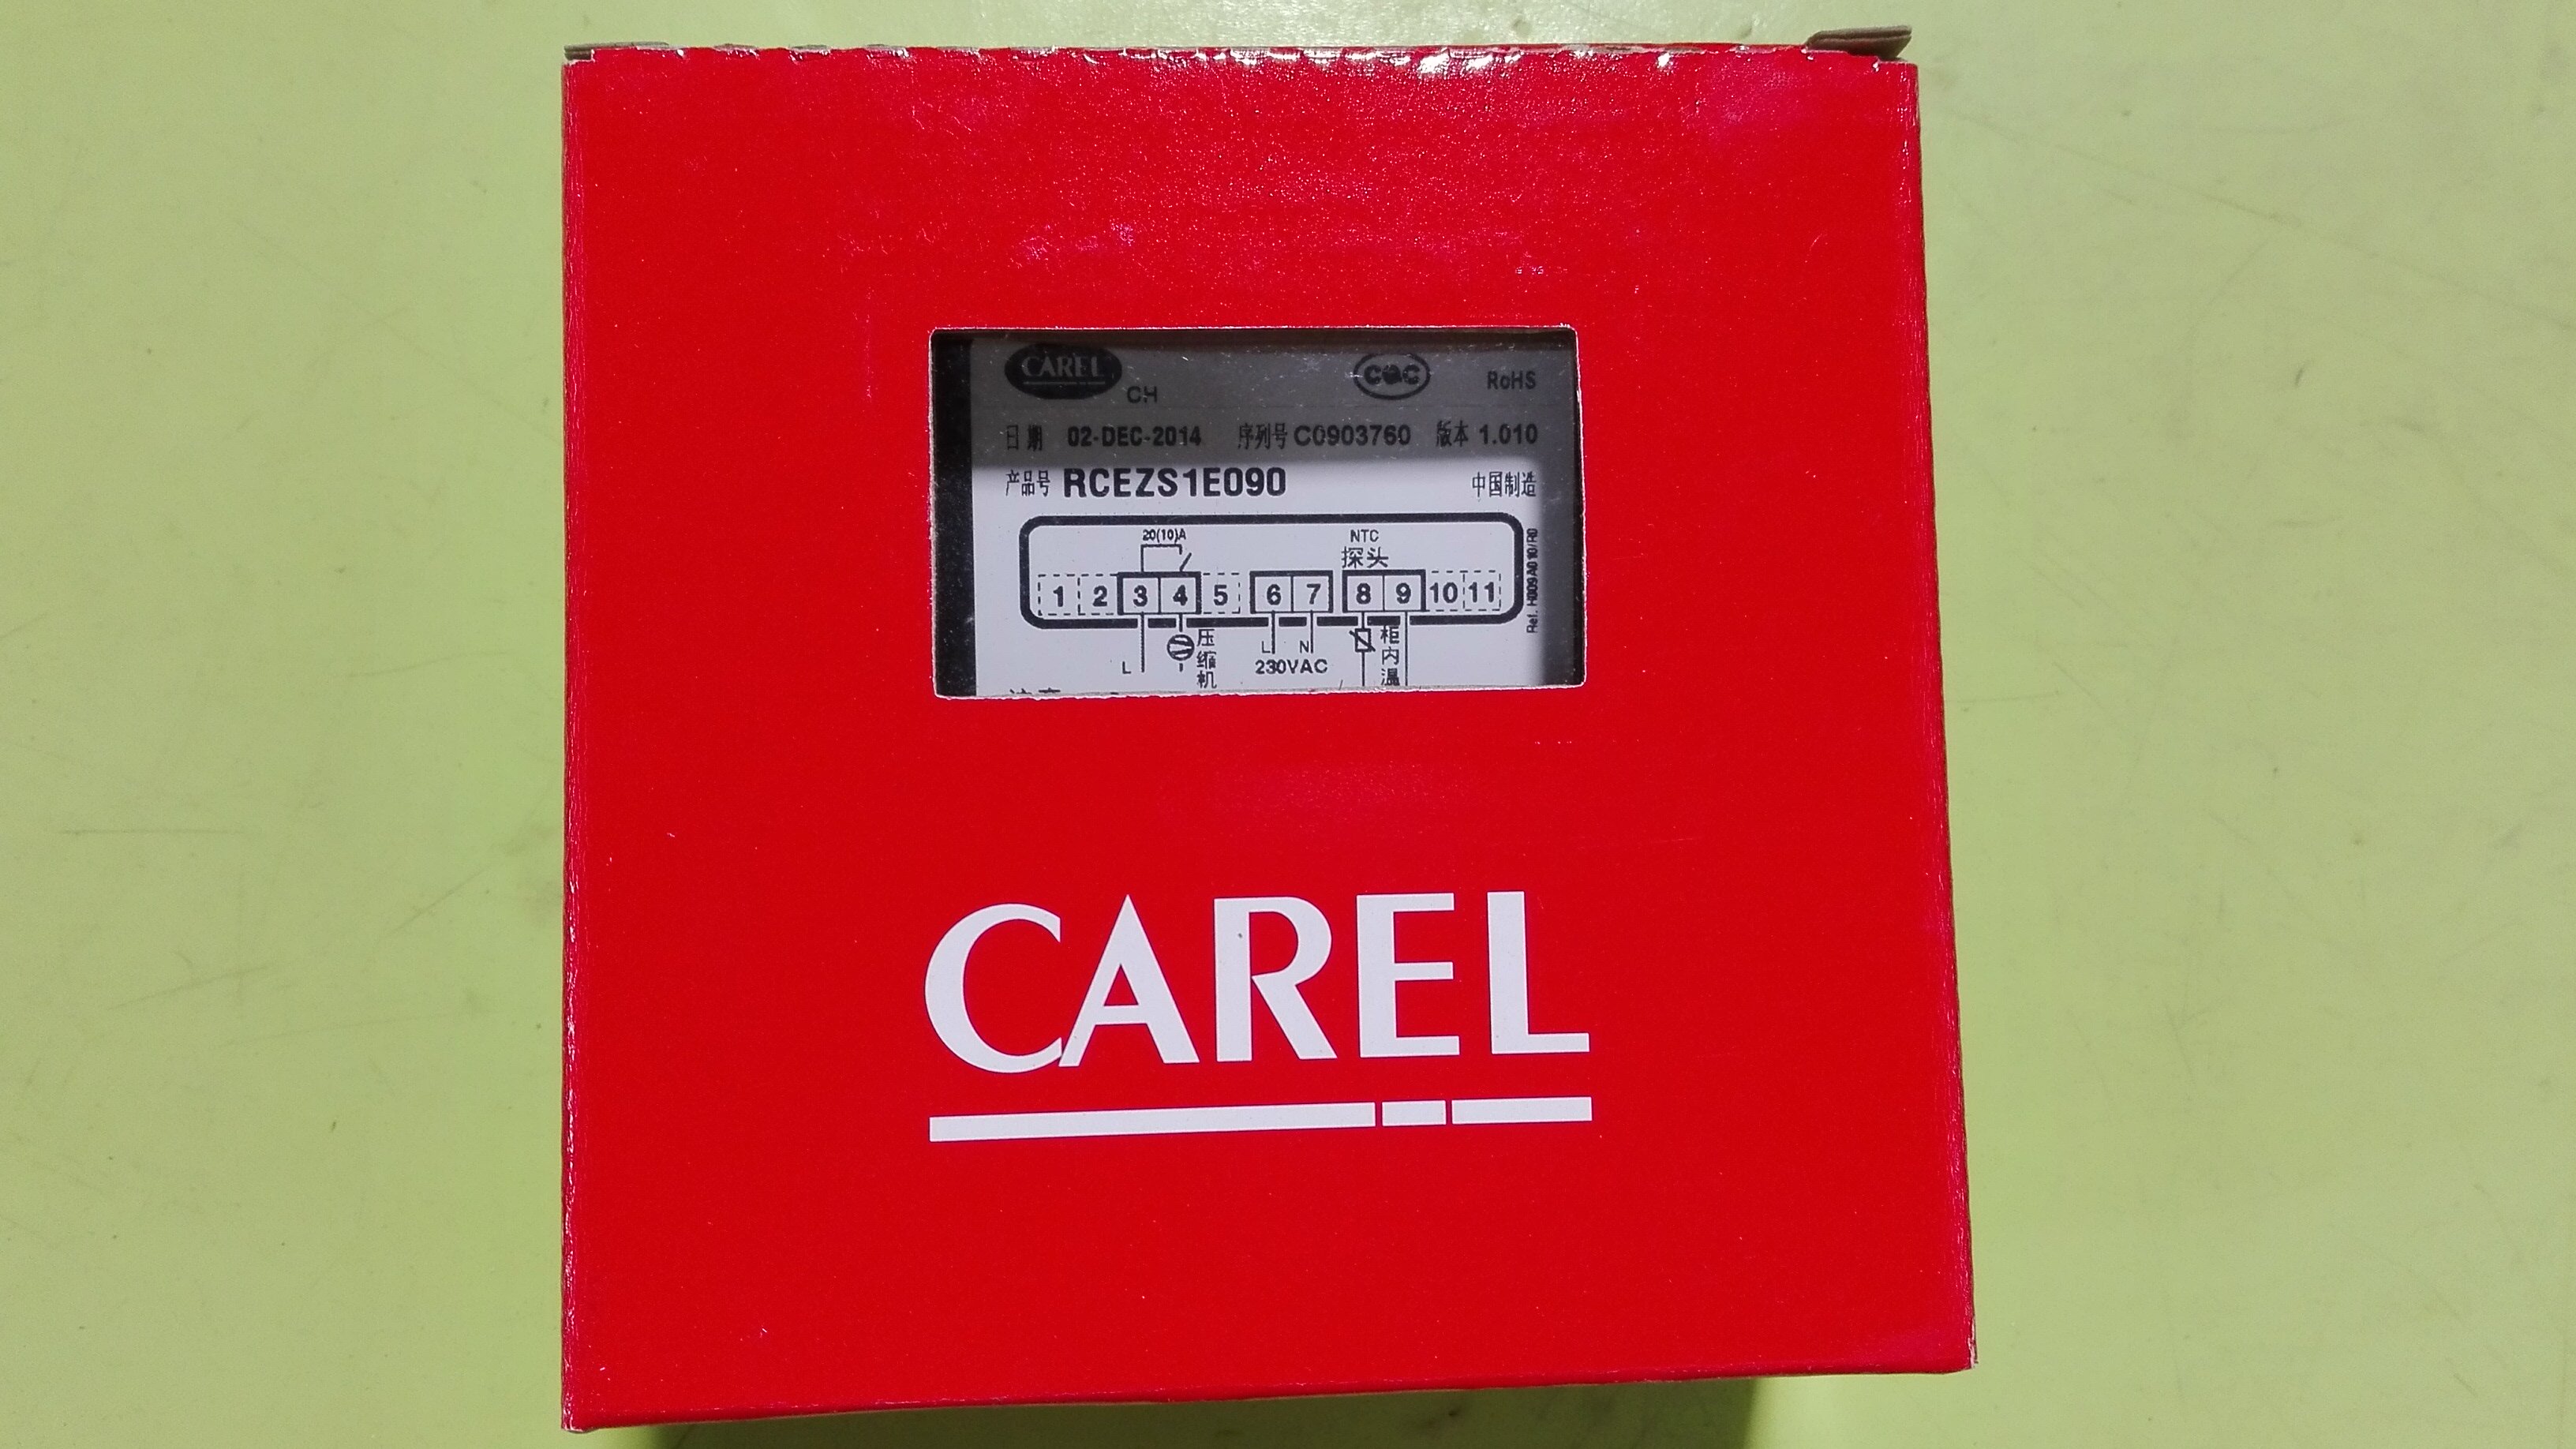 CAREL
CH
CQC
RoHS
日期 02-DEC-2014 序列号 C0903760 版本 1.010
产品号 RCEZS1E090 中国制造
20(10)A
NTC
探头
1 2 3 4 5 6 7 8 9 10 11
L
压缩机
L N
230VAC
柜内温
CAREL